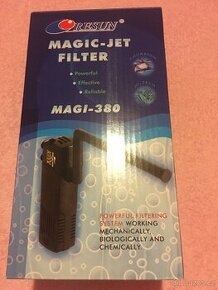 RESUN
MAGIC-JET
FILTER
Powerful
Effective
Reliable
MAGI-380
POWERFUL FILTERING
SYSTEM WORKING
MECHANICALLY,
BIOLOGICALLY AND
CHEMICALLY.